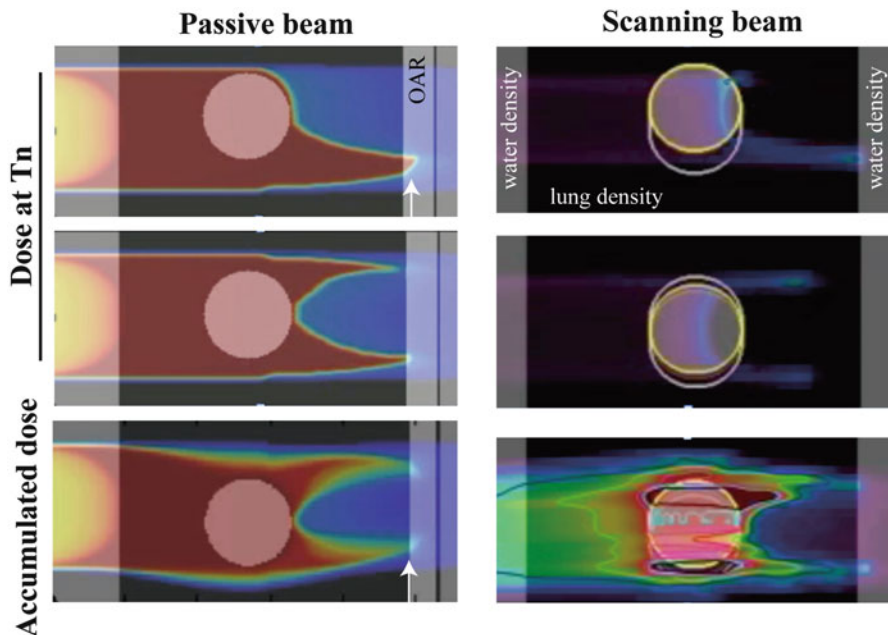 Passive beam
Scanning beam
Dose at Tn
OAR
water density
lung density
water density
Accumulated dose